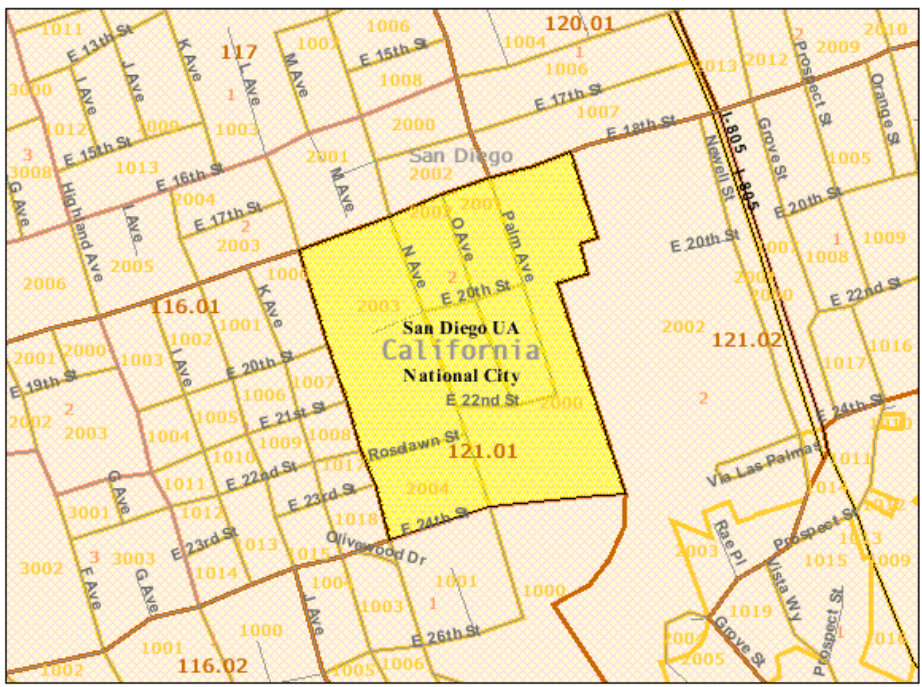 1011
E 13th St
K Ave
117
L Ave
1007
M Ave
1006
E 15th St
1008
1004
120.01
1
1006
2013
2012
2
Prospect St
2009
2010
Orange St
3000
I Ave
J Ave
1
1012
1009
1003
2000
E 17th St
1007
E 18th St
I-805
I-805
Newell St
Grove St
1005
3
3008
E 15th St
1013
E 16th St
2001
San Diego
2002
G Ave
Highland Ave
I Ave
2004
E 17th St
2
2003
M Ave
2001
O Ave
Palm Ave
E 20th St
E 20th St
1
1008
1009
2006
2005
N Ave
2
E 20th St
2003
E 22nd St
116.01
K Ave
1001
1002
San Diego UA
California
National City
2002
121.02
2001
2000
1003
I Ave
E 20th St
1017
1016
E 19th St
2
2002
2003
1007
1006
1005
E 21st St
E 22nd St
2000
2
E 24th St
1010
1004
1010
1009
1008
Rosdawn St
121.01
Via Las Palmas
1011
G Ave
1011
E 22nd St
1017
E 23rd St
2004
1014
1012
3001
1012
1018
E 24th St
E 23rd St
1013
Olivewood Dr
Rae Pl
Prospect St
1013
3002
3
3003
F Ave
G Ave
1014
1015
1004
1001
1000
2003
Vista Wy
1015
1009
J Ave
1003
1
1019
Prospect St
1
1000
E 26th St
2004
Grove St
2005
1001
1002
116.02
1005
1006